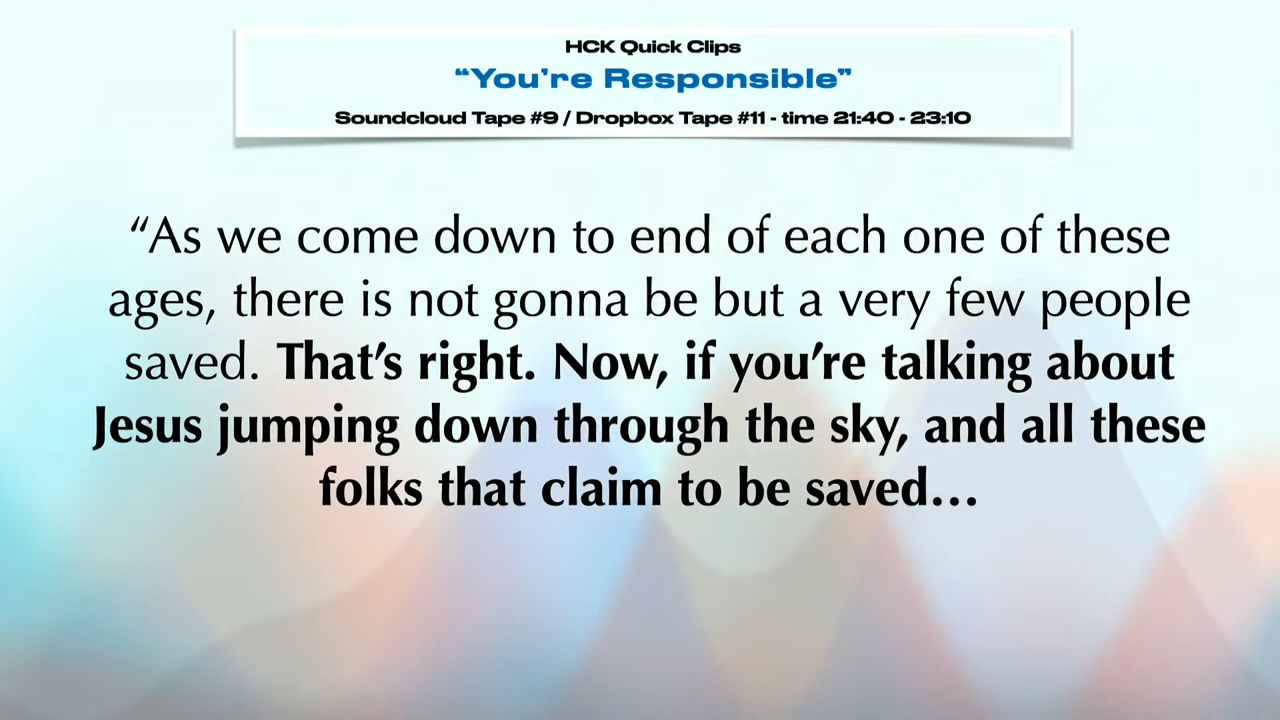 HCK Quick Clips
“You’re Responsible”
Soundcloud Tape #9 / Dropbox Tape #11 - time 21:40 - 23:10
“As we come down to end of each one of these
ages, there is not gonna be but a very few people
saved. That’s right. Now, if you’re talking about
Jesus jumping down through the sky, and all these
folks that claim to be saved…